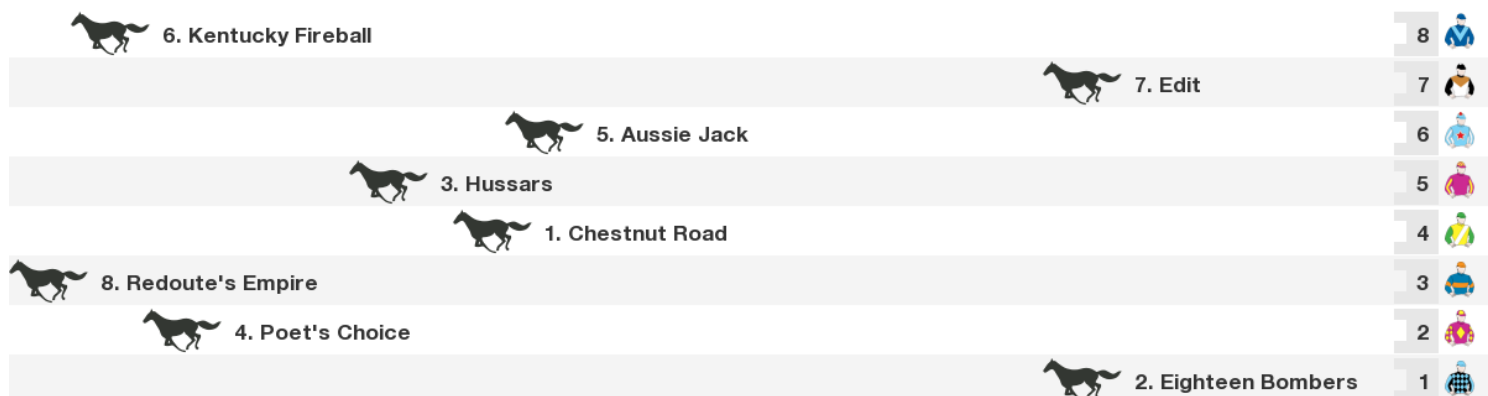 6. Kentucky Fireball 8
7. Edit 7
5. Aussie Jack 6
3. Hussars 5
1. Chestnut Road 4
8. Redoute's Empire 3
4. Poet's Choice 2
2. Eighteen Bombers 1